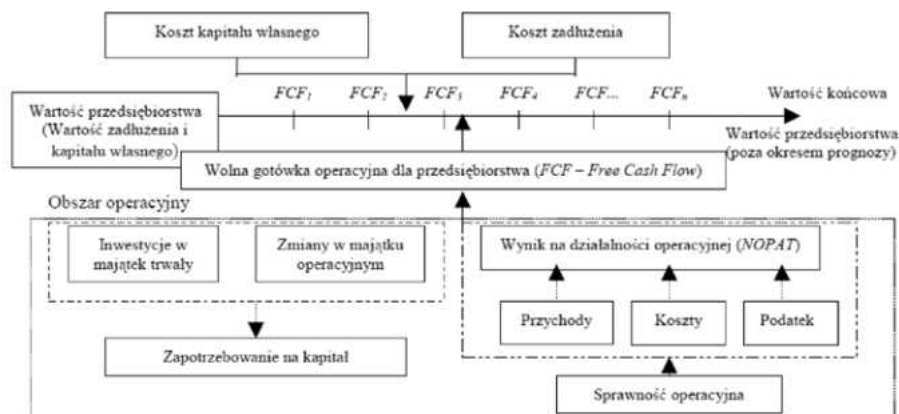 Koszt kapitału własnego
Koszt zadłużenia
FCF1 FCF2 FCF3 FCF4 FCF... FCFn
Wartość końcowa
Wartość przedsiębiorstwa
(Wartość zadłużenia i
kapitału własnego)
Wartość przedsiębiorstwa
(poza okresem prognozy)
Wolna gotówka operacyjna dla przedsiębiorstwa (FCF – Free Cash Flow)
Obszar operacyjny
Inwestycje w
majątek trwały
Zmiany w majątku
operacyjnym
Wynik na działalności operacyjnej (NOPAT)
Przychody
Koszty
Podatek
Zapotrzebowanie na kapitał
Sprawność operacyjna